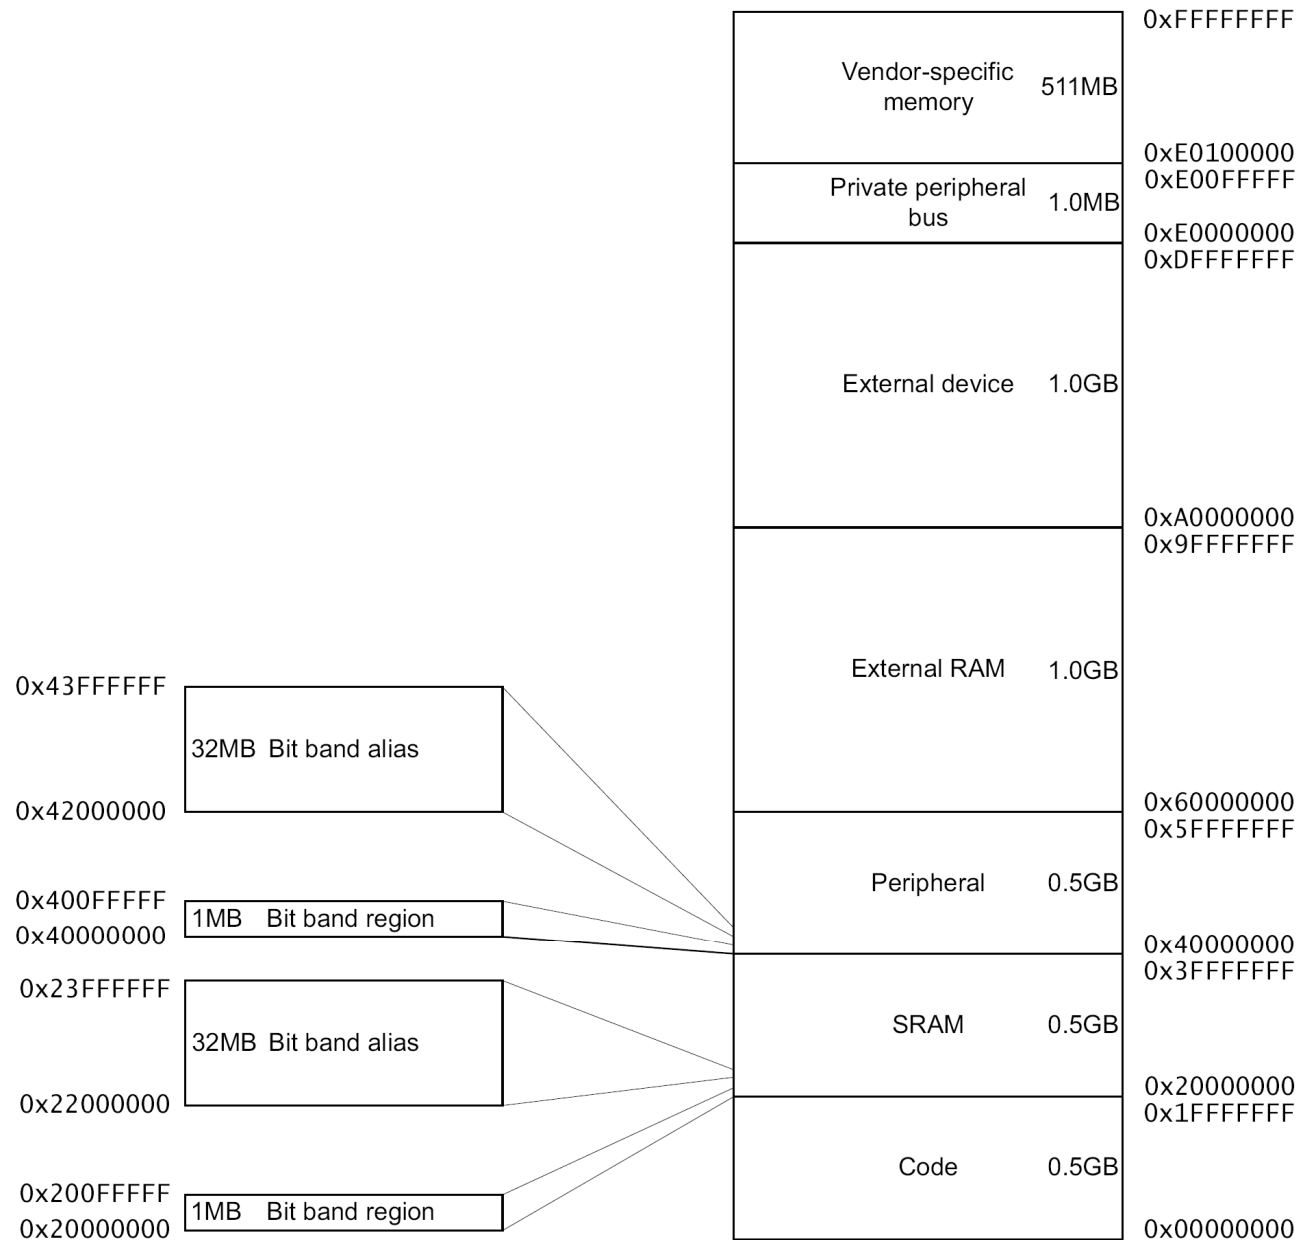 0xFFFFFFFF
Vendor-specific
memory
511MB
0xE0100000
0xE00FFFFF
Private peripheral
bus
1.0MB
0xE0000000
0xDFFFFFFF
External device 1.0GB
0xA0000000
0x9FFFFFFF
External RAM 1.0GB
0x60000000
0x5FFFFFFF
Peripheral 0.5GB
0x40000000
0x3FFFFFFF
SRAM 0.5GB
0x20000000
0x1FFFFFFF
Code 0.5GB
0x00000000
0x43FFFFFF
32MB Bit band alias
0x42000000
0x400FFFFF
1MB Bit band region
0x40000000
0x23FFFFFF
32MB Bit band alias
0x22000000
0x200FFFFF
1MB Bit band region
0x20000000